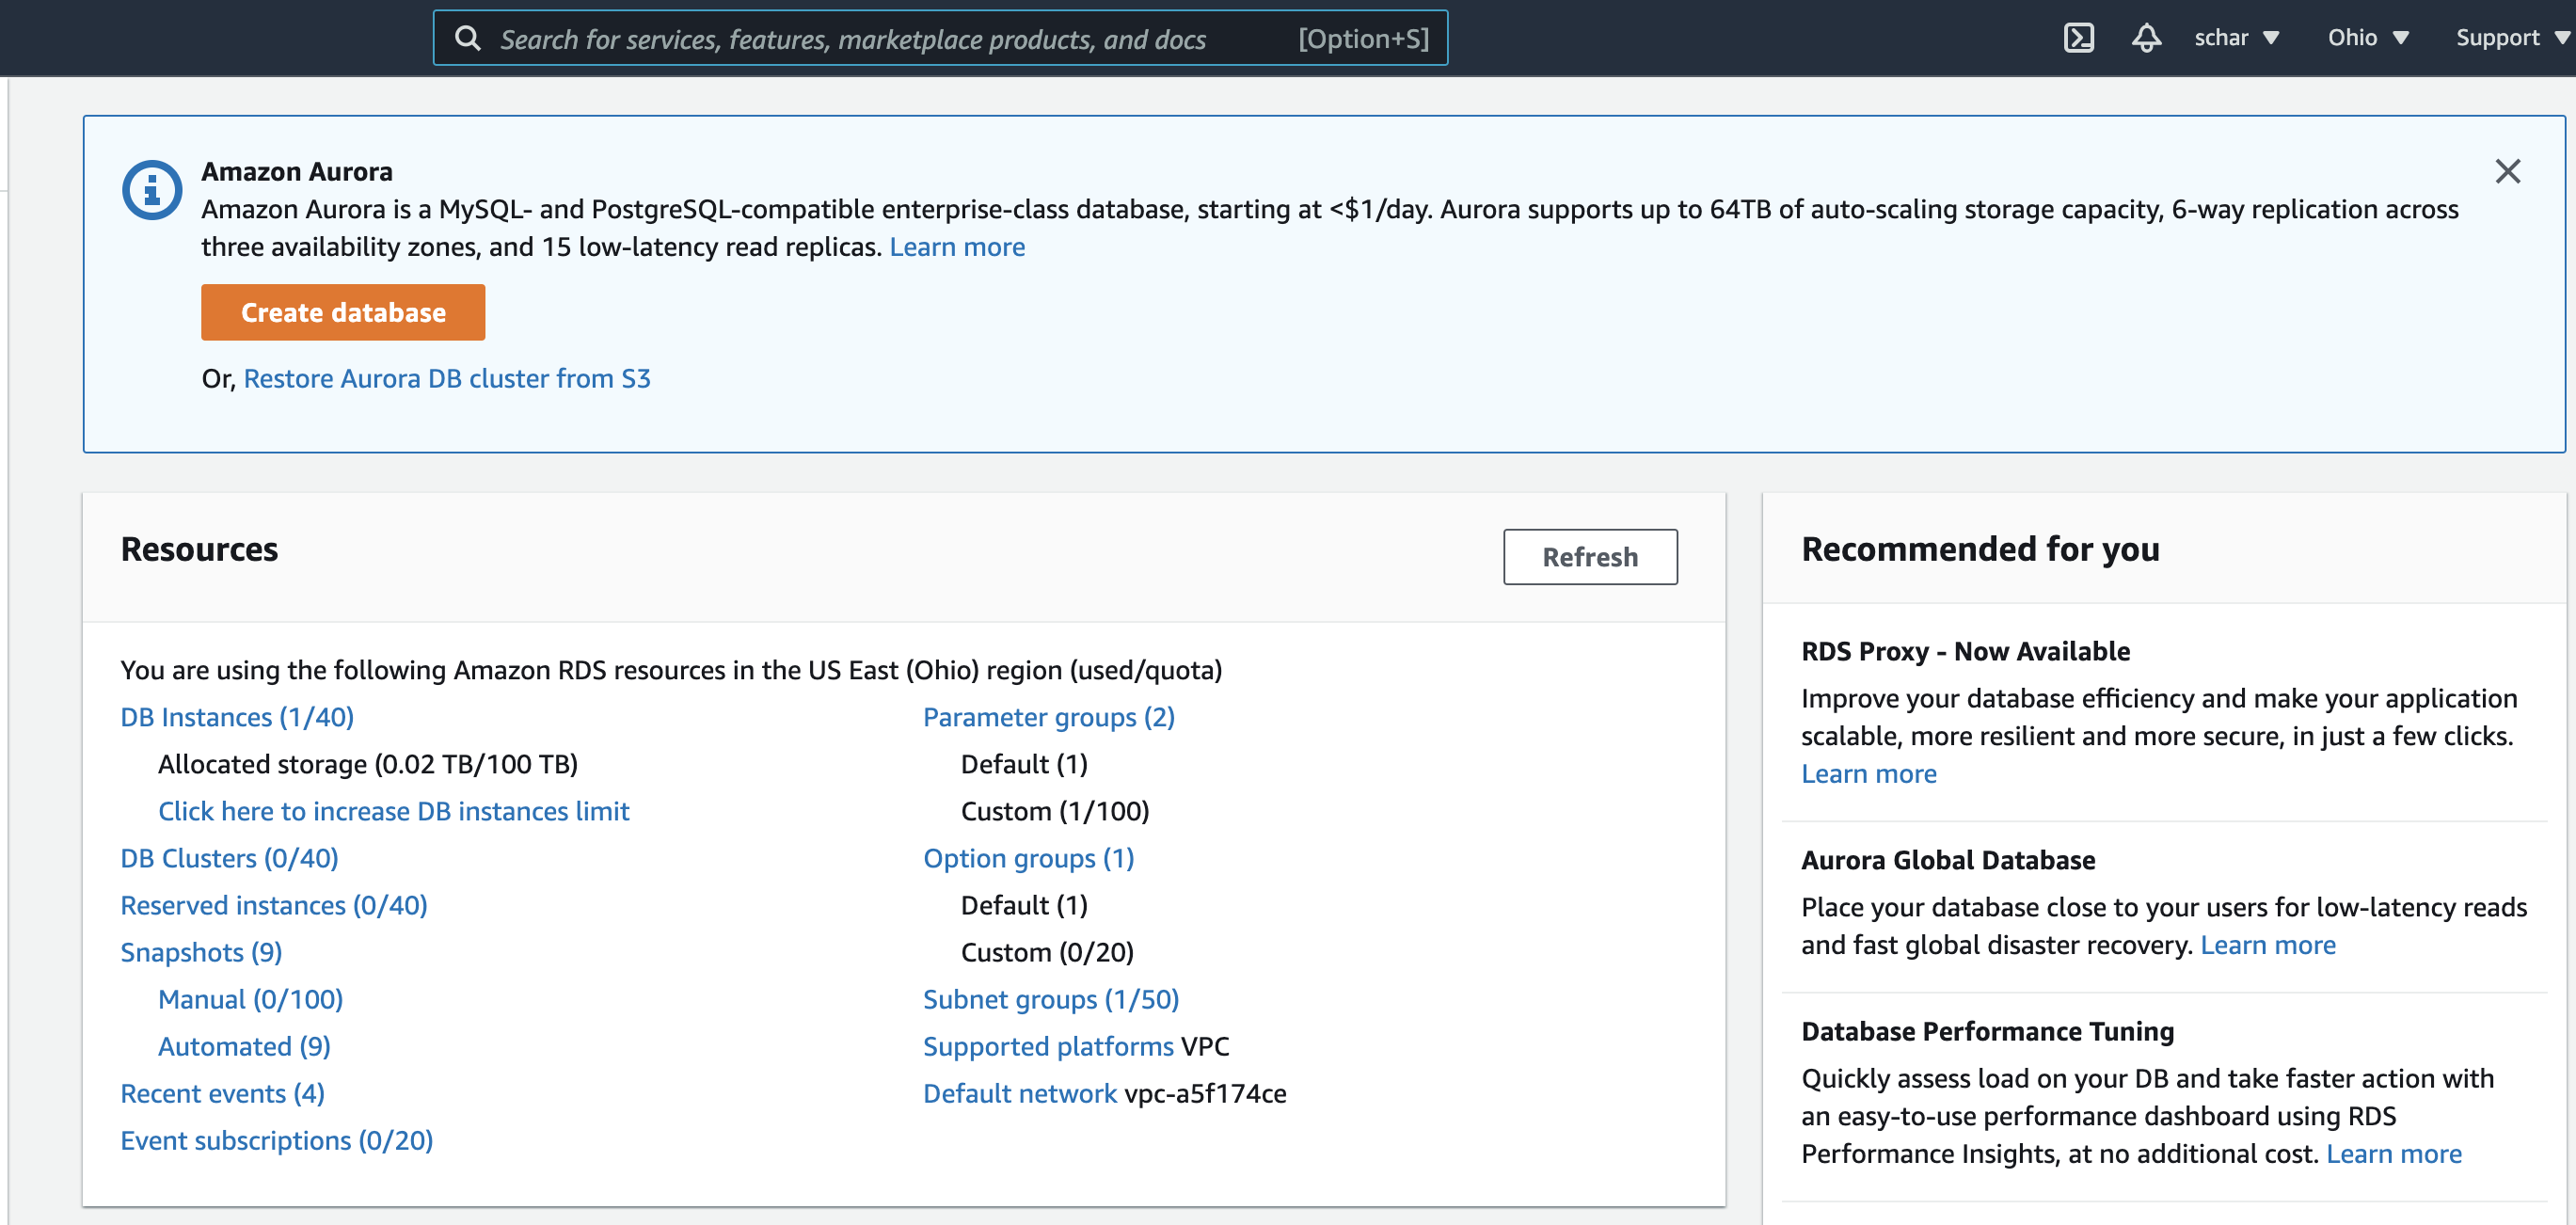 Search for services, features, marketplace products, and docs [Option+S]
schar
Ohio
Support
Amazon Aurora
Amazon Aurora is a MySQL- and PostgreSQL-compatible enterprise-class database, starting at <$1/day. Aurora supports up to 64TB of auto-scaling storage capacity, 6-way replication across
three availability zones, and 15 low-latency read replicas. Learn more
Create database
Or, Restore Aurora DB cluster from S3
Resources
Refresh
You are using the following Amazon RDS resources in the US East (Ohio) region (used/quota)
DB Instances (1/40)
Allocated storage (0.02 TB/100 TB)
Click here to increase DB instances limit
DB Clusters (0/40)
Reserved instances (0/40)
Snapshots (9)
Manual (0/100)
Automated (9)
Recent events (4)
Event subscriptions (0/20)
Parameter groups (2)
Default (1)
Custom (1/100)
Option groups (1)
Default (1)
Custom (0/20)
Subnet groups (1/50)
Supported platforms VPC
Default network vpc-a5f174ce
Recommended for you
RDS Proxy - Now Available
Improve your database efficiency and make your application
scalable, more resilient and more secure, in just a few clicks.
Learn more
Aurora Global Database
Place your database close to your users for low-latency reads
and fast global disaster recovery. Learn more
Database Performance Tuning
Quickly assess load on your DB and take faster action with
an easy-to-use performance dashboard using RDS
Performance Insights, at no additional cost. Learn more